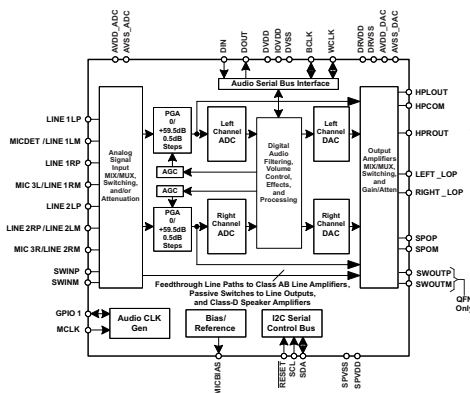 AVDD_ADC
AVSS_ADC
DIN
DOUT
DVDD
IOVDD
DVSS
BCLK
WCLK
DRVDD
DRVSS
AVDD_DAC
AVSS_DAC
Audio Serial Bus Interface
LINE 1LP
MICDET /LINE 1LM
LINE 1RP
MIC 3L/LINE 1RM
LINE 2LP
LINE 2RP/LINE 2LM
MIC 3R/LINE 2RM
SWINP
SWINM
GPIO 1
MCLK
Analog
Signal
Input
MIX/MUX,
Switching,
and/or
Attenuation
PGA
0/
+59.5dB
0.5dB
Steps
AGC
AGC
PGA
0/
+59.5dB
0.5dB
Steps
Left
Channel
ADC
Right
Channel
ADC
Digital
Audio
Filtering,
Volume
Control,
Effects,
and
Processing
Left
Channel
DAC
Right
Channel
DAC
Output
Amplifiers
MIX/MUX,
Switching,
and
Gain/Atten
HPLOUT
HPCOM
HPROUT
LEFT _LOP
RIGHT _LOP
SPOP
SPOM
SWOUTP
SWOUTM
QFN
Only
Feedthrough Line Paths to Class AB Line Amplifiers,
Passive Switches to Line Outputs,
and Class-D Speaker Amplifiers
Audio CLK
Gen
Bias/
Reference
I2C Serial
Control Bus
MICBIAS
RESET
SCL
SDA
SPVSS
SPVDD